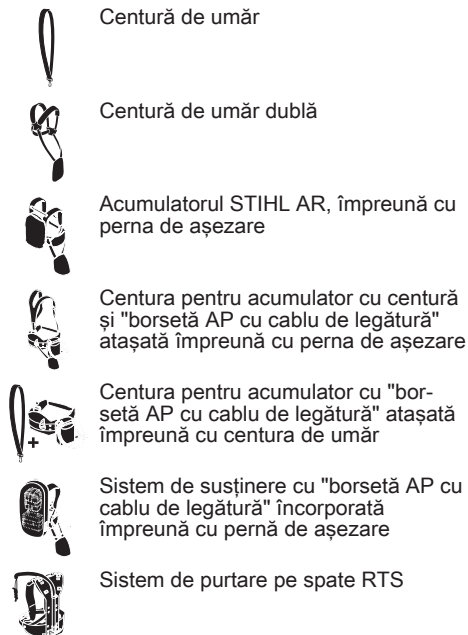 Centură de umăr
Centură de umăr dublă
Acumulatorul STIHL AR, împreună cu
perna de așezare
Centura pentru acumulator cu centură
și "borsetă AP cu cablu de legătură"
atașată împreună cu perna de așezare
Centura pentru acumulator cu "bor-
setă AP cu cablu de legătură" atașată
împreună cu centura de umăr
+
Sistem de susținere cu "borsetă AP cu
cablu de legătură" încorporată
împreună cu pernă de așezare
Sistem de purtare pe spate RTS